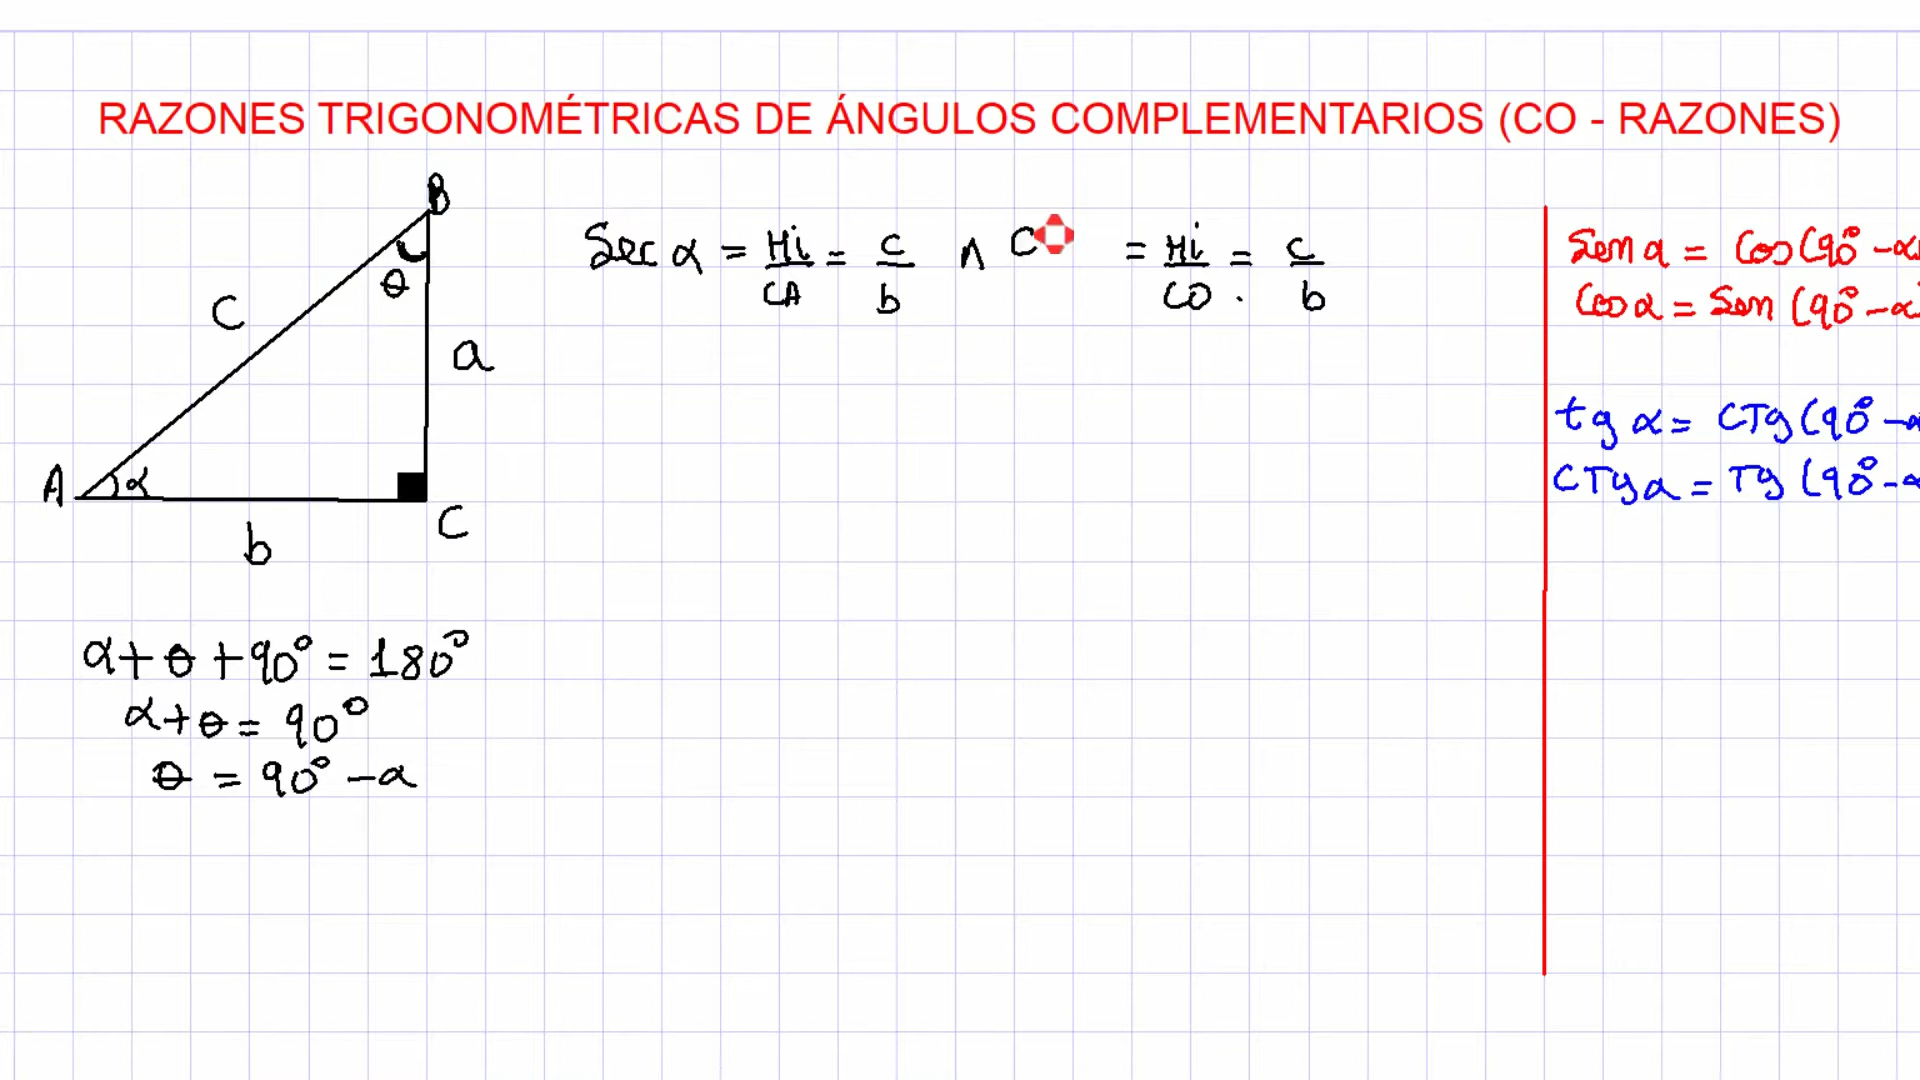 RAZONES TRIGONOMÉTRICAS DE ÁNGULOS COMPLEMENTARIOS (CO - RAZONES)
B
θ
C
a
A
α
b
C
α + θ + 90° = 180°
α + θ = 90°
θ = 90° - α
Sec α = Hi/CA = c/b ∧ C = Hi/CO . = c/b
Sen α = Cos (90° - α
Cos α = Sen (90° - α)
tg α = CTg (90° - α
CTg α = Tg (90° - α